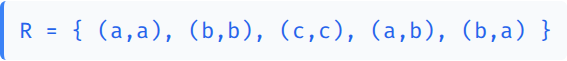 R = { (a,a), (b,b), (c,c), (a,b), (b,a) }